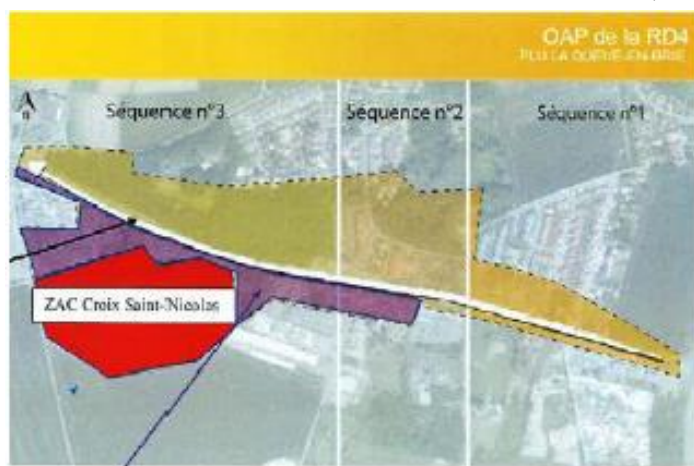 OAP de la RD4
PLU LA QUEUE-EN-BRIE
Séquence n°3
Séquence n°2
Séquence n°1
n
ZAC Croix Saint-Nicolas